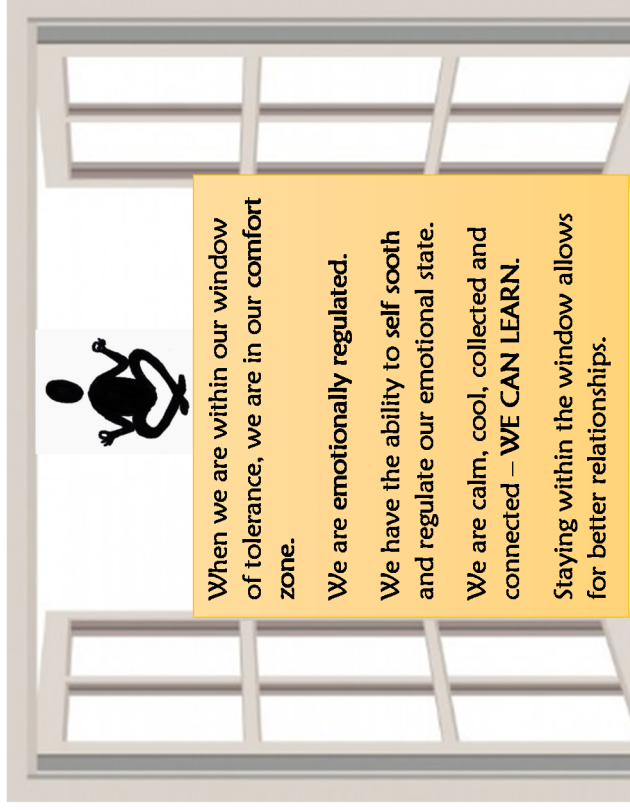 When we are within our window
of tolerance, we are in our comfort
zone.
We are emotionally regulated.
We have the ability to self sooth
and regulate our emotional state.
We are calm, cool, collected and
connected – WE CAN LEARN.
Staying within the window allows
for better relationships.